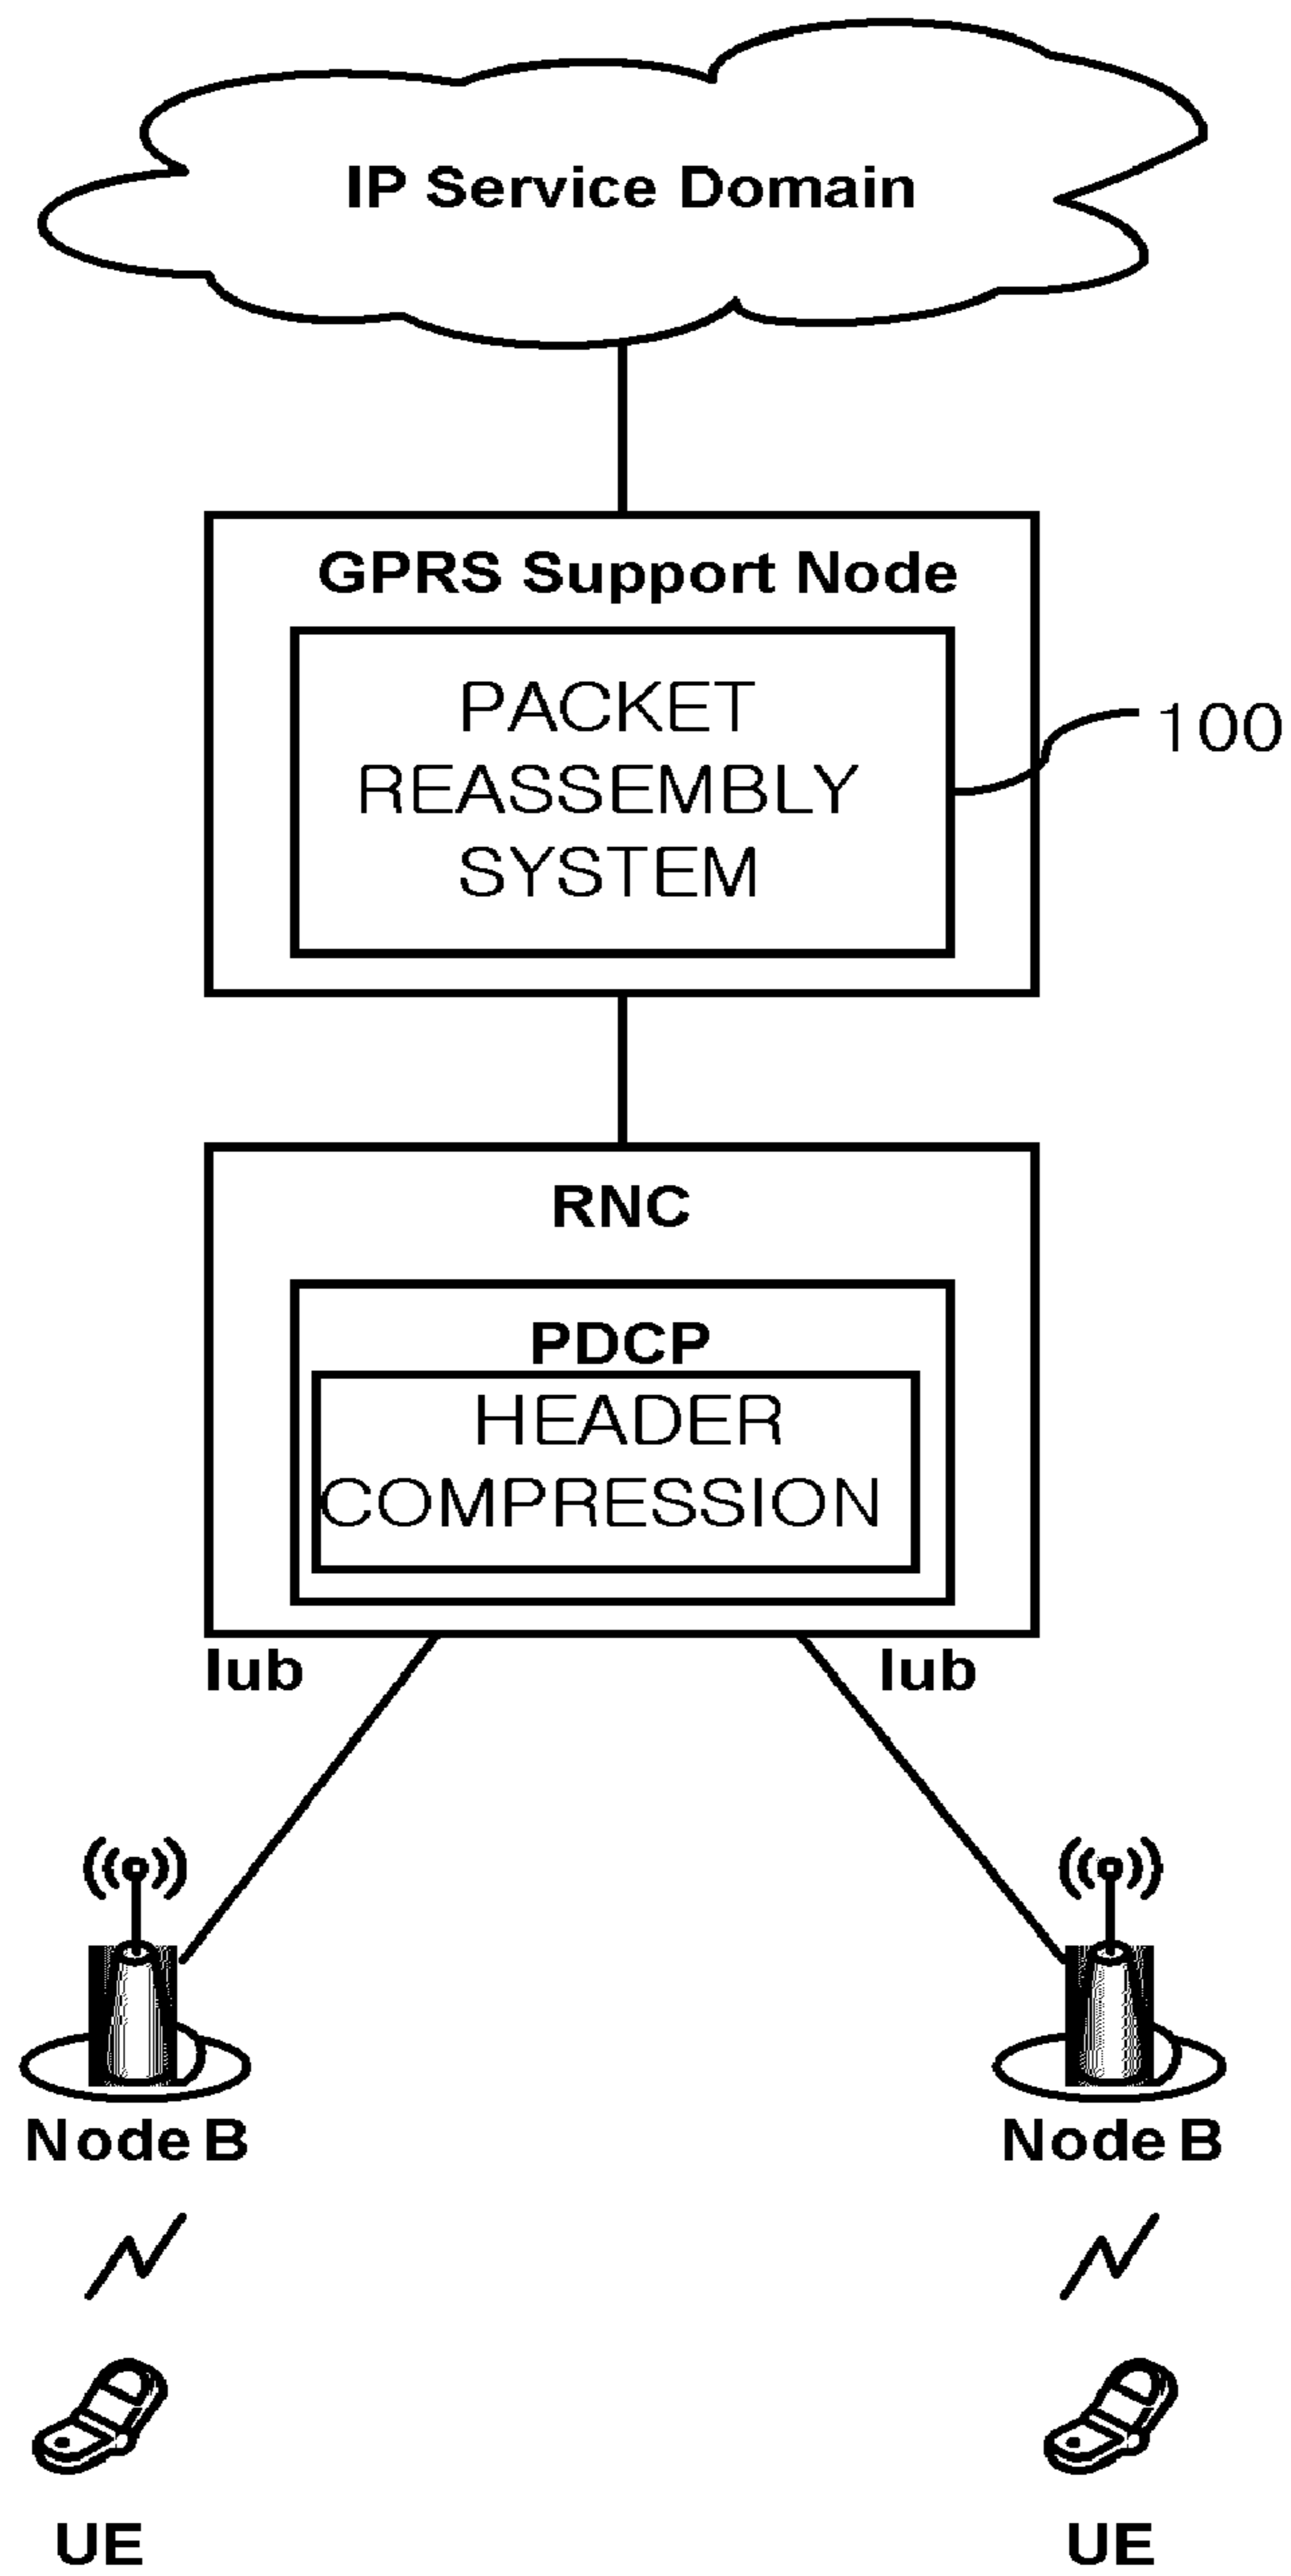 IP Service Domain
GPRS Support Node
PACKET
REASSEMBLY
SYSTEM
100
RNC
PDCP
HEADER
COMPRESSION
Iub
Iub
Node B
Node B
UE
UE